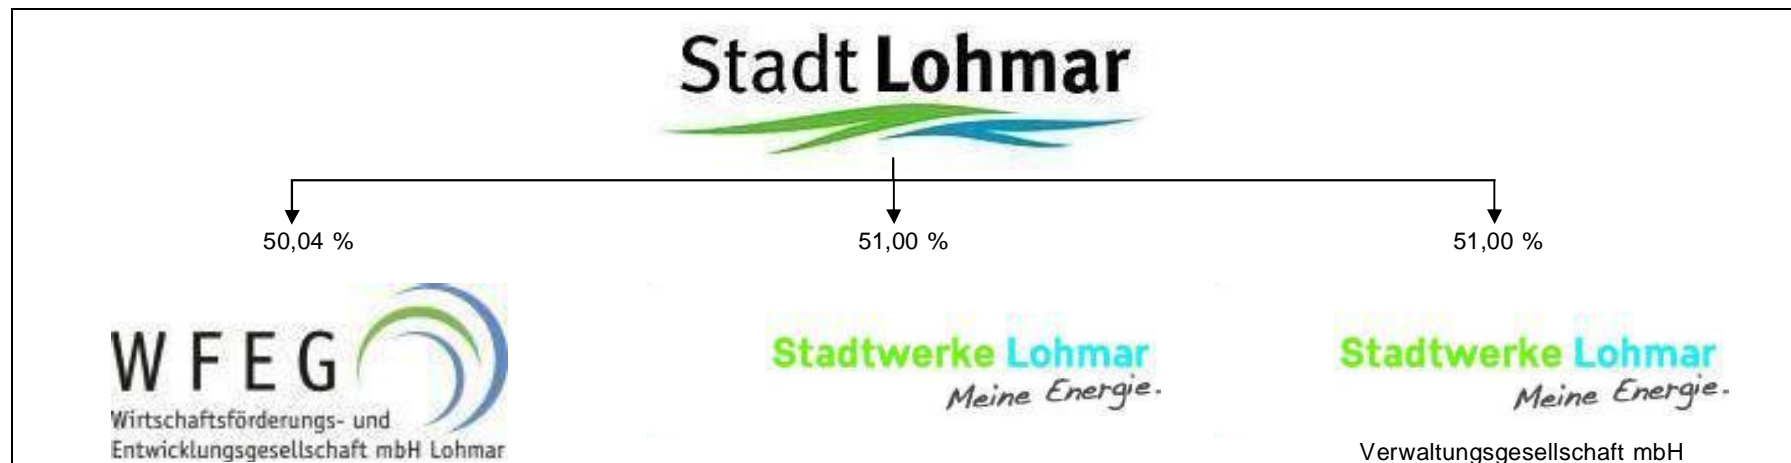 Stadt Lohmar
50,04 %
51,00 %
51,00 %
WFEG
Wirtschaftsförderungs- und
Entwicklungsgesellschaft mbH Lohmar
Stadtwerke Lohmar
Meine Energie.
Stadtwerke Lohmar
Meine Energie.
Verwaltungsgesellschaft mbH